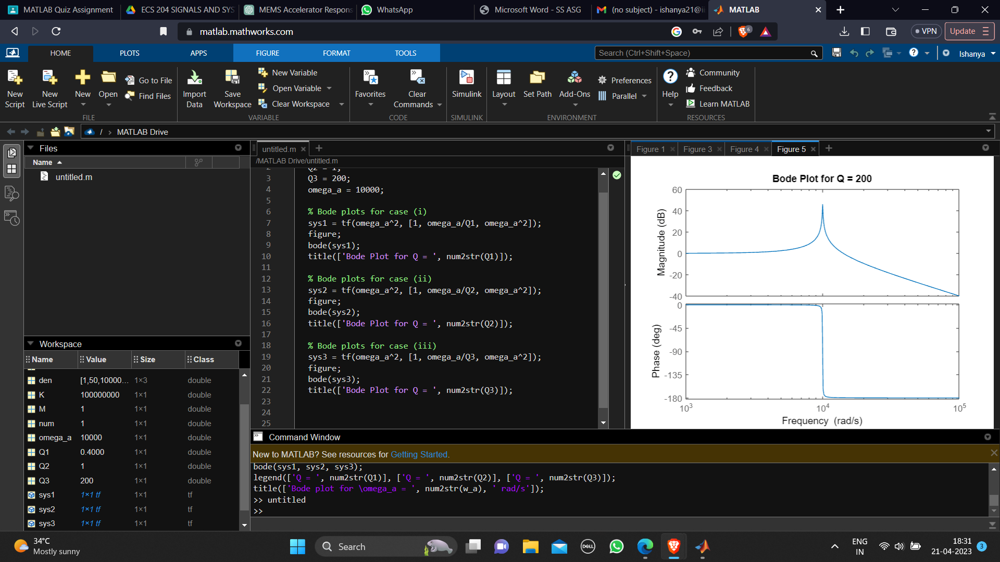 MATLAB Quiz Assignment
ECS 204 SIGNALS AND SYS
MEMS Accelerator Respons
WhatsApp
Microsoft Word - SS ASG
(no subject) - ishanya21@ii
MATLAB
matlab.mathworks.com
6
VPN
Update
HOME
PLOTS
APPS
FIGURE
FORMAT
TOOLS
Search (Ctrl+Shift+Space)
Ishanya
New Script
New Live Script
New
Open
Go to File
Find Files
FILE
Import Data
Save Workspace
New Variable
Open Variable
Clear Workspace
VARIABLE
Favorites
Clear Commands
CODE
Simulink
SIMULINK
Layout
Set Path
Add-Ons
Preferences
Parallel
ENVIRONMENT
Help
Community
Feedback
Learn MATLAB
RESOURCES
/ › MATLAB Drive
Files
Name
untitled.m
Workspace
Name Value Size Class
den [1,50,10000... 1×3 double
K 100000000 1×1 double
M 1 1×1 double
num 1 1×1 double
omega_a 10000 1×1 double
Q1 0.4000 1×1 double
Q2 1 1×1 double
Q3 200 1×1 double
sys1 1×1 tf 1×1 tf
sys2 1×1 tf 1×1 tf
sys3 1×1 tf 1×1 tf
untitled.m
/MATLAB Drive/untitled.m
2 Q2 = 1;
3 Q3 = 200;
4 omega_a = 10000;
5
6 % Bode plots for case (i)
7 sys1 = tf(omega_a^2, [1, omega_a/Q1, omega_a^2]);
8 figure;
9 bode(sys1);
10 title(['Bode Plot for Q = ', num2str(Q1)]);
11
12 % Bode plots for case (ii)
13 sys2 = tf(omega_a^2, [1, omega_a/Q2, omega_a^2]);
14 figure;
15 bode(sys2);
16 title(['Bode Plot for Q = ', num2str(Q2)]);
17
18 % Bode plots for case (iii)
19 sys3 = tf(omega_a^2, [1, omega_a/Q3, omega_a^2]);
20 figure;
21 bode(sys3);
22 title(['Bode Plot for Q = ', num2str(Q3)]);
23
24
25
Figure 1
Figure 3
Figure 4
Figure 5
Bode Plot for Q = 200
Magnitude (dB)
60
40
20
0
-20
-40
Phase (deg)
0
-45
-90
-135
-180
10³ 10⁴ 10⁵
Frequency (rad/s)
Command Window
New to MATLAB? See resources for Getting Started.
bode(sys1, sys2, sys3);
legend(['Q = ', num2str(Q1)], ['Q = ', num2str(Q2)], ['Q = ', num2str(Q3)]);
title(['Bode plot for \omega_a = ', num2str(w_a), ' rad/s']);
>> untitled
>>
34°C
Mostly sunny
Search
DELL
ENG
IN
18:31
21-04-2023
3